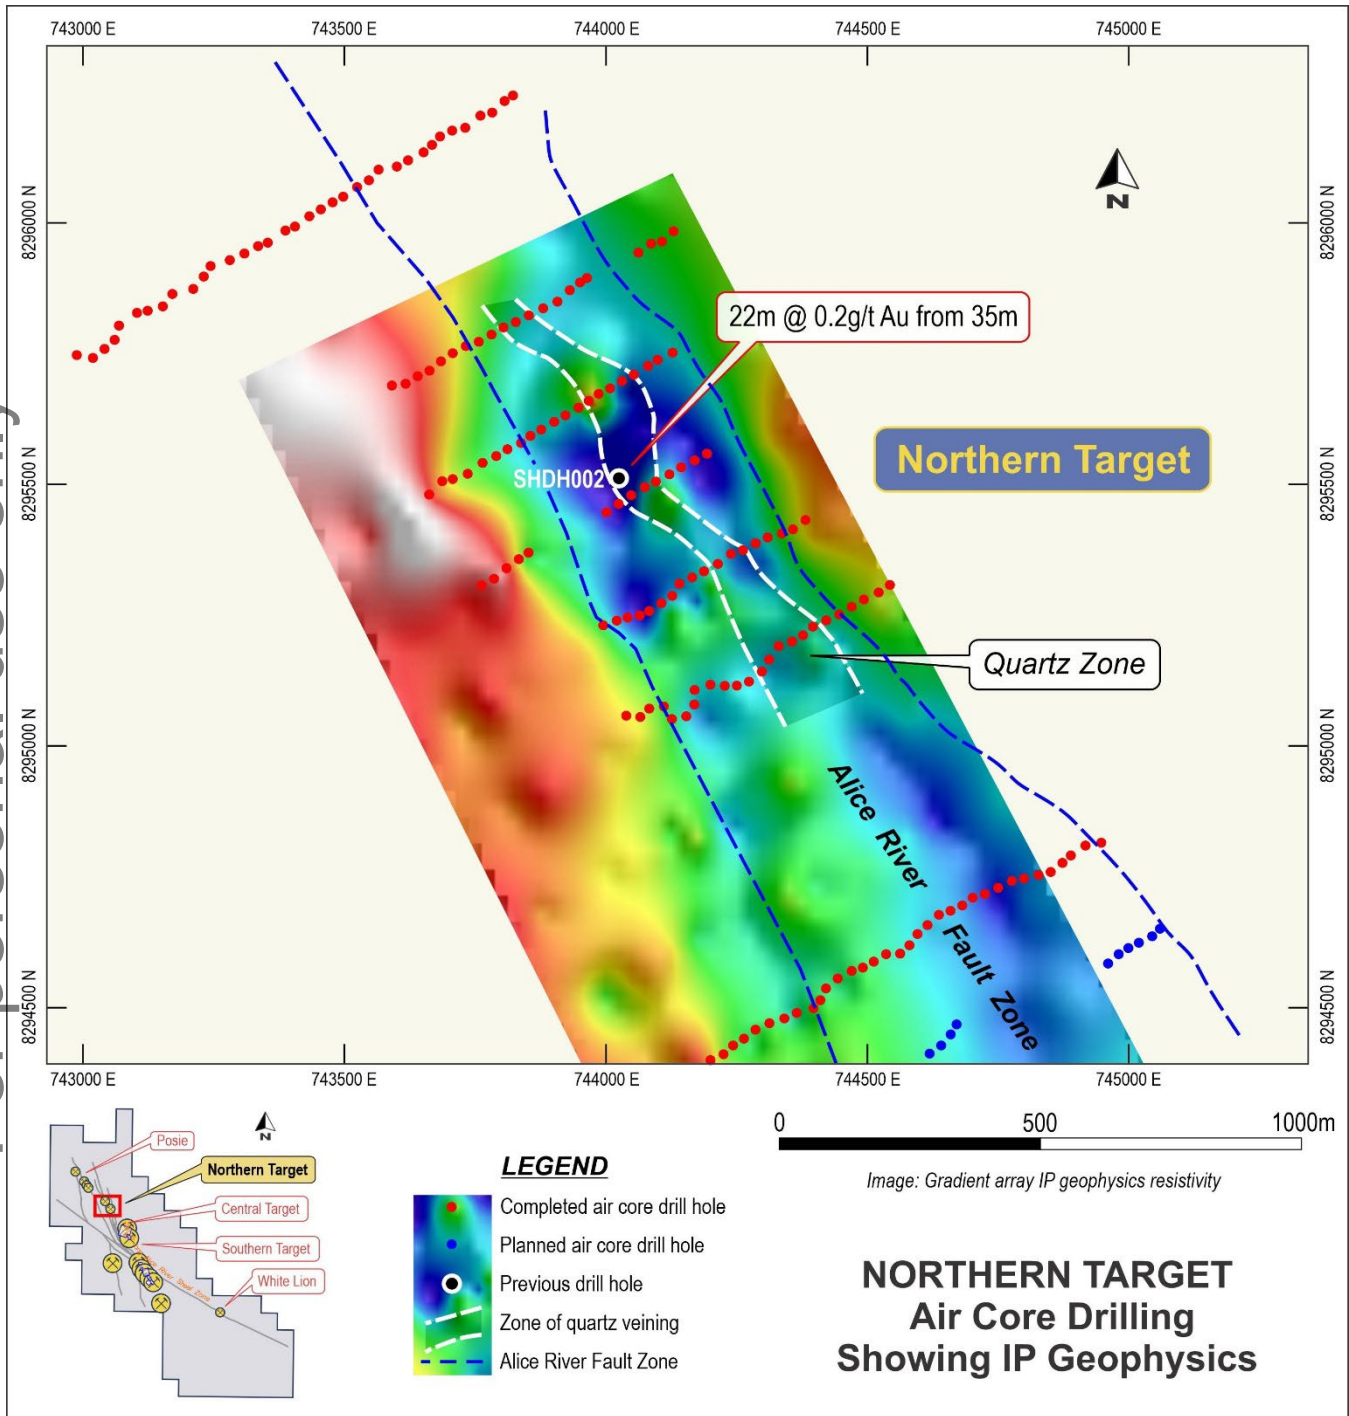 743000 E
743500 E
744000 E
744500 E
745000 E
8296000 N
8296000 N
N
22m @ 0.2g/t Au from 35m
Northern Target
SHDH002
8295500 N
8295500 N
Quartz Zone
8295000 N
8295000 N
Alice River
Fault Zone
8294500 N
8294500 N
743000 E
743500 E
744000 E
744500 E
745000 E
0
500
1000m
Image: Gradient array IP geophysics resistivity
N
Posie
Northern Target
Central Target
Southern Target
White Lion
River Shear Zone
LEGEND
Completed air core drill hole
Planned air core drill hole
Previous drill hole
Zone of quartz veining
Alice River Fault Zone
NORTHERN TARGET
Air Core Drilling
Showing IP Geophysics